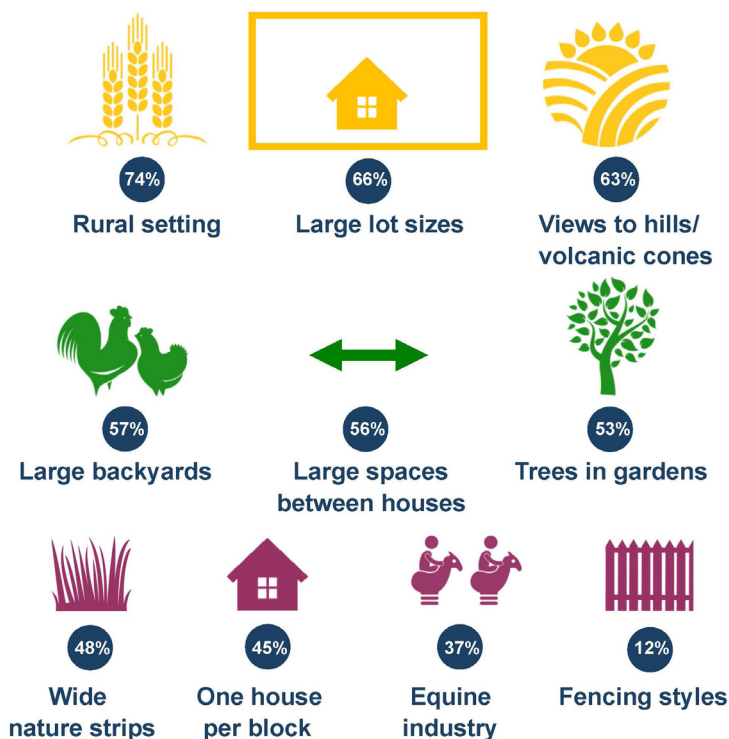 74%
Rural setting
66%
Large lot sizes
63%
Views to hills/
volcanic cones
57%
Large backyards
56%
Large spaces
between houses
53%
Trees in gardens
48%
Wide
nature strips
45%
One house
per block
37%
Equine
industry
12%
Fencing styles